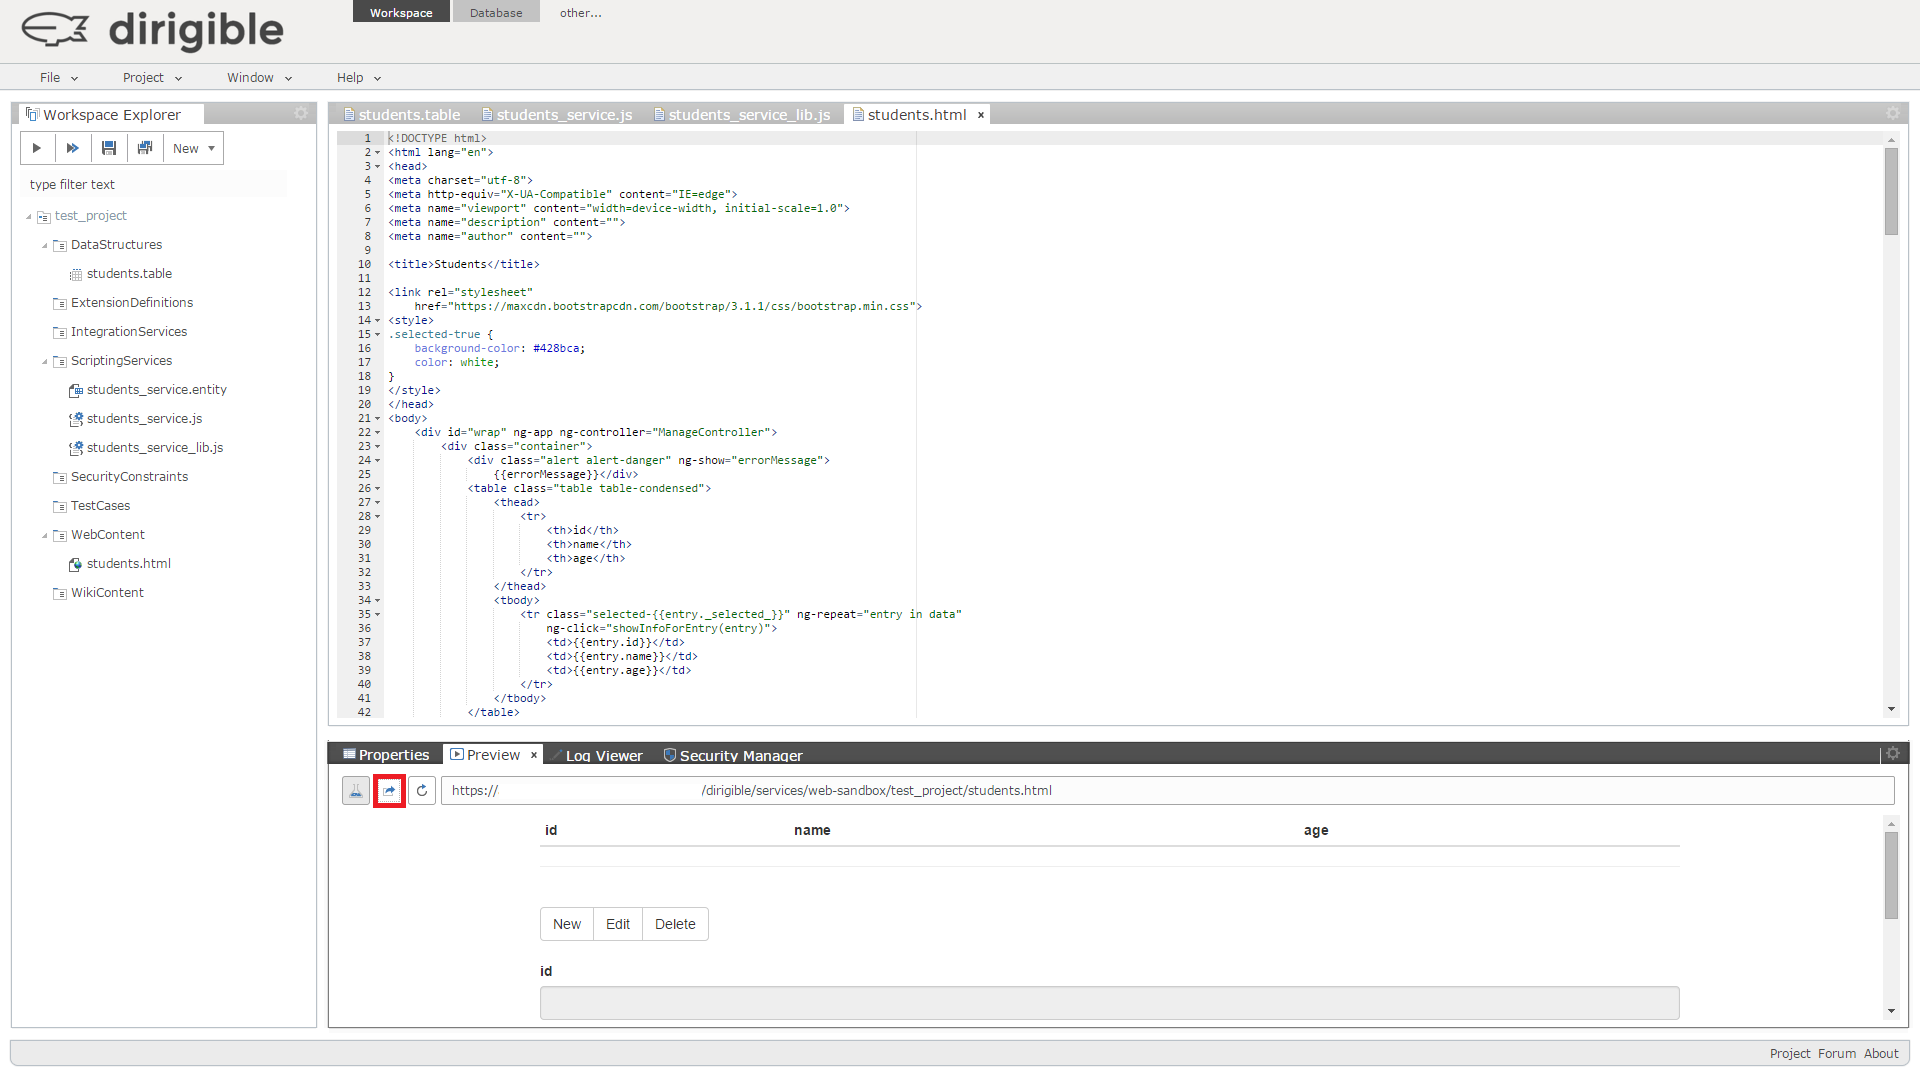 dirigible
Workspace Database other...
File Project Window Help
Workspace Explorer
New
type filter text
test_project
DataStructures
students.table
ExtensionDefinitions
IntegrationServices
ScriptingServices
students_service.entity
students_service.js
students_service_lib.js
SecurityConstraints
TestCases
WebContent
students.html
WikiContent
students.table students_service.js students_service_lib.js students.html x
1 <!DOCTYPE html>
2 <html lang="en">
3 <head>
4 <meta charset="utf-8">
5 <meta http-equiv="X-UA-Compatible" content="IE=edge">
6 <meta name="viewport" content="width=device-width, initial-scale=1.0">
7 <meta name="description" content="">
8 <meta name="author" content="">
9
10 <title>Students</title>
11
12 <link rel="stylesheet"
13 href="https://maxcdn.bootstrapcdn.com/bootstrap/3.1.1/css/bootstrap.min.css">
14 <style>
15 .selected-true {
16 background-color: #428bca;
17 color: white;
18 }
19 </style>
20 </head>
21 <body>
22 <div id="wrap" ng-app ng-controller="ManageController">
23 <div class="container">
24 <div class="alert alert-danger" ng-show="errorMessage">
25 {{errorMessage}}</div>
26 <table class="table table-condensed">
27 <thead>
28 <tr>
29 <th>id</th>
30 <th>name</th>
31 <th>age</th>
32 </tr>
33 </thead>
34 <tbody>
35 <tr class="selected-{{entry._selected_}}" ng-repeat="entry in data"
36 ng-click="showInfoForEntry(entry)">
37 <td>{{entry.id}}</td>
38 <td>{{entry.name}}</td>
39 <td>{{entry.age}}</td>
40 </tr>
41 </tbody>
42 </table>
Properties Preview x Log Viewer Security Manager
https:// /dirigible/services/web-sandbox/test_project/students.html
id name age
New Edit Delete
id
Project Forum About